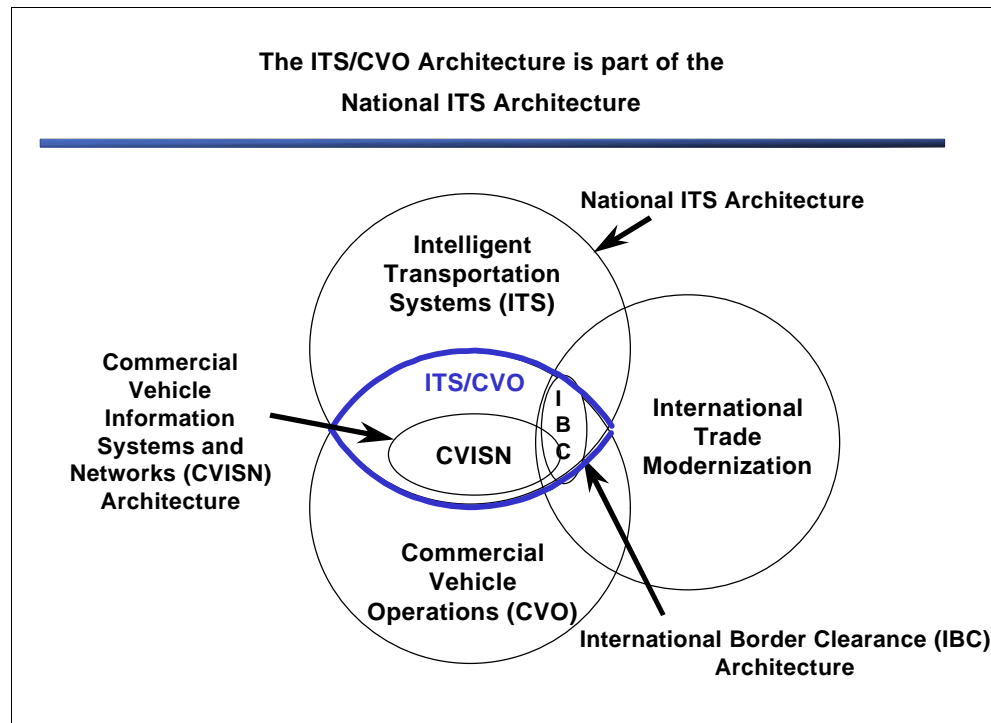 The ITS/CVO Architecture is part of the
National ITS Architecture
National ITS Architecture
Intelligent
Transportation
Systems (ITS)
Commercial
Vehicle
Information
Systems and
Networks (CVISN)
Architecture
ITS/CVO
I
B
C
CVISN
International
Trade
Modernization
Commercial
Vehicle
Operations (CVO)
International Border Clearance (IBC)
Architecture